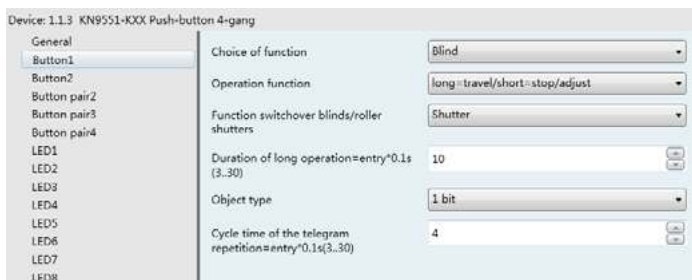 Device: 1.1.3 KN9551-KXX Push-button 4-gang
General
Button1
Button2
Button pair2
Button pair3
Button pair4
LED1
LED2
LED3
LED4
LED5
LED6
LED7
LED8
Choice of function
Blind
Operation function
long=travel/short=stop/adjust
Function switchover blinds/roller
shutters
Shutter
Duration of long operation=entry*0.1s
(3..30)
10
Object type
1 bit
Cycle time of the telegram
repetition=entry*0.1s(3..30)
4